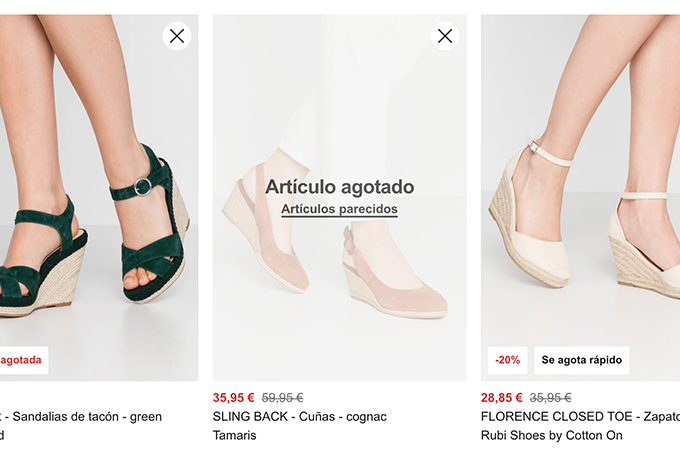 Artículo agotado
Artículos parecidos
agotada
-20%
Se agota rápido
35,95 € 59,95 €
28,85 € 35,95 €
- Sandalias de tacón - green
SLING BACK - Cuñas - cognac
FLORENCE CLOSED TOE -
Tamaris
Rubi Shoes by Cotton On